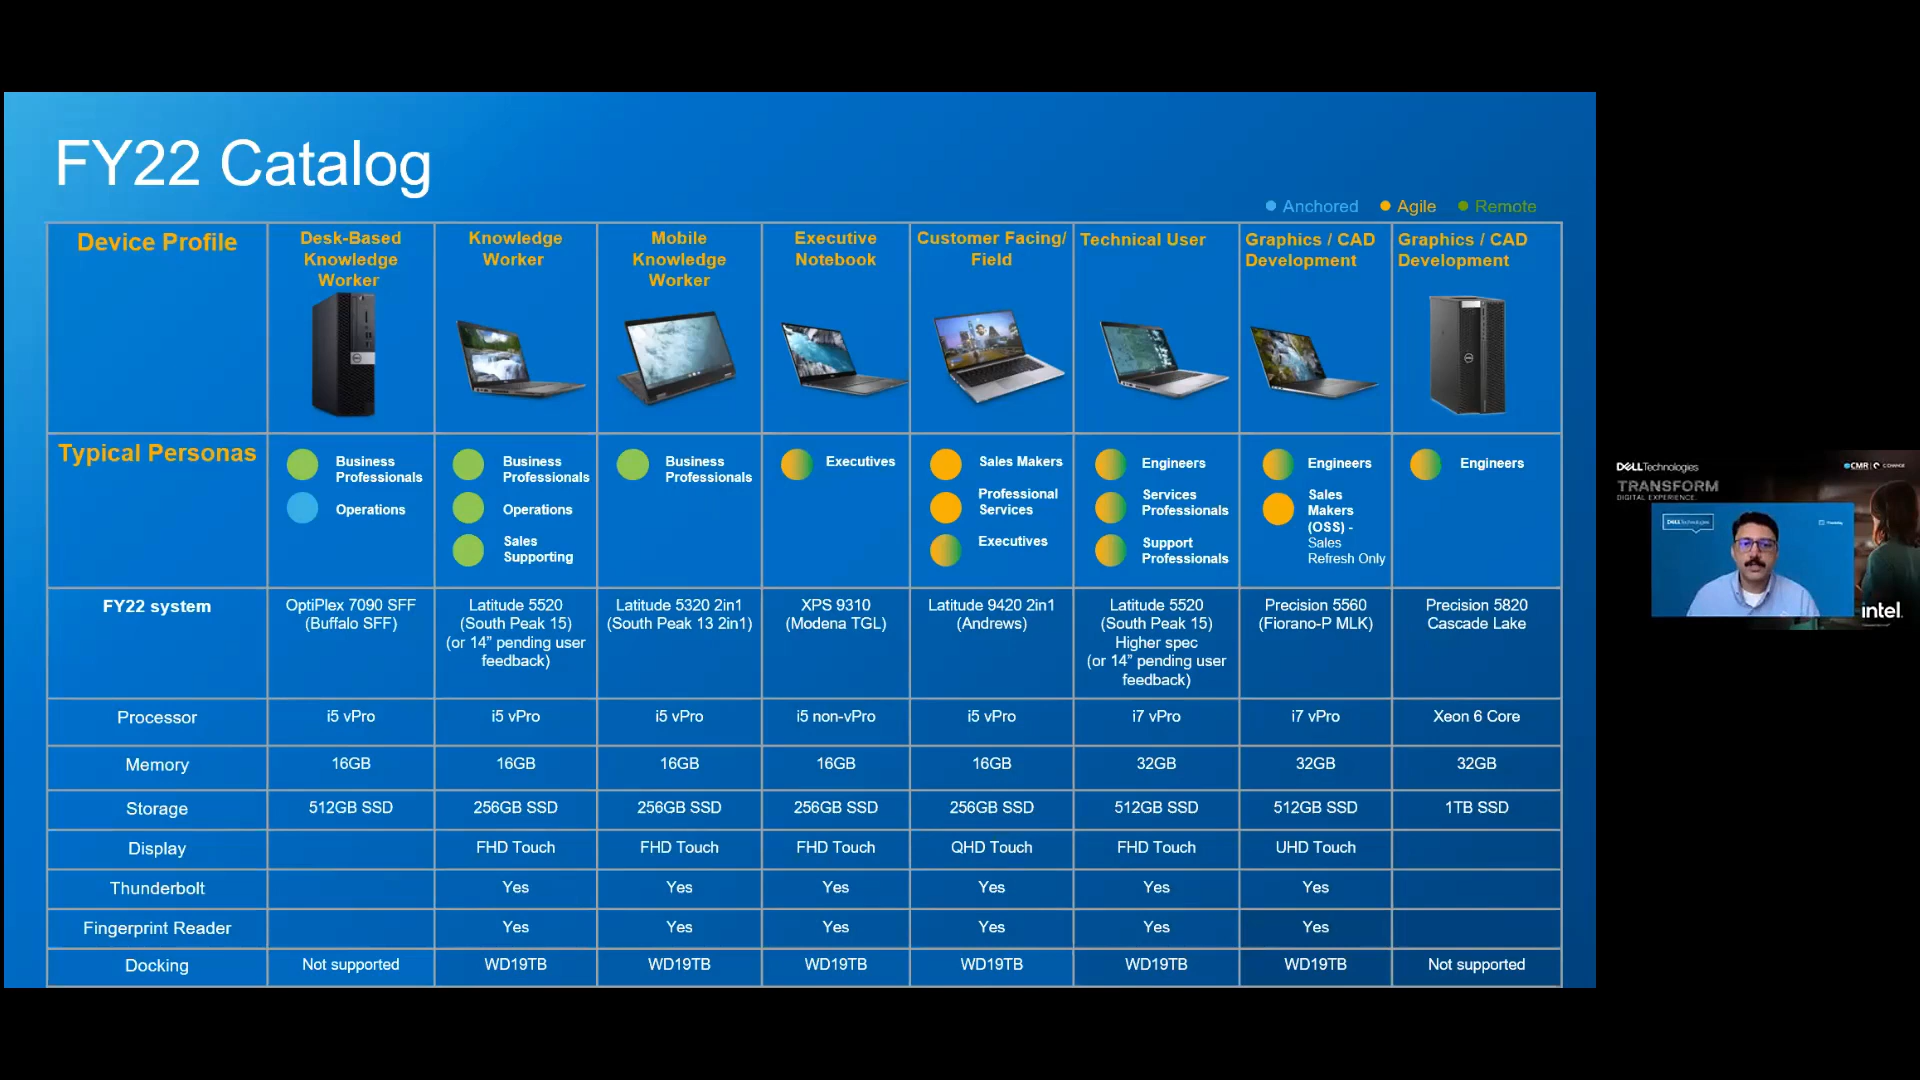 FY22 Catalog
Anchored Agile Remote
Device Profile
Desk-Based
Knowledge
Worker
Knowledge
Worker
Mobile
Knowledge
Worker
Executive
Notebook
Customer Facing/
Field
Technical User
Graphics / CAD
Development
Graphics / CAD
Development
Typical Personas
Business
Professionals
Operations
Business
Professionals
Operations
Sales
Supporting
Business
Professionals
Executives
Sales Makers
Professional
Services
Executives
Engineers
Services
Professionals
Support
Professionals
Engineers
Sales
Makers
(OSS) -
Sales
Refresh Only
Engineers
FY22 system
OptiPlex 7090 SFF
(Buffalo SFF)
Latitude 5520
(South Peak 15)
(or 14” pending user
feedback)
Latitude 5320 2in1
(South Peak 13 2in1)
XPS 9310
(Modena TGL)
Latitude 9420 2in1
(Andrews)
Latitude 5520
(South Peak 15)
Higher spec
(or 14” pending user
feedback)
Precision 5560
(Fiorano-P MLK)
Precision 5820
Cascade Lake
Processor i5 vPro i5 vPro i5 vPro i5 non-vPro i5 vPro i7 vPro i7 vPro Xeon 6 Core
Memory 16GB 16GB 16GB 16GB 16GB 32GB 32GB 32GB
Storage 512GB SSD 256GB SSD 256GB SSD 256GB SSD 256GB SSD 512GB SSD 512GB SSD 1TB SSD
Display FHD Touch FHD Touch FHD Touch QHD Touch FHD Touch UHD Touch
Thunderbolt Yes Yes Yes Yes Yes Yes
Fingerprint Reader Yes Yes Yes Yes Yes Yes
Docking Not supported WD19TB WD19TB WD19TB WD19TB WD19TB WD19TB Not supported
DELLTechnologies
CMR
TRANSFORM
DIGITAL EXPERIENCE.
DELLTechnologies
intel.